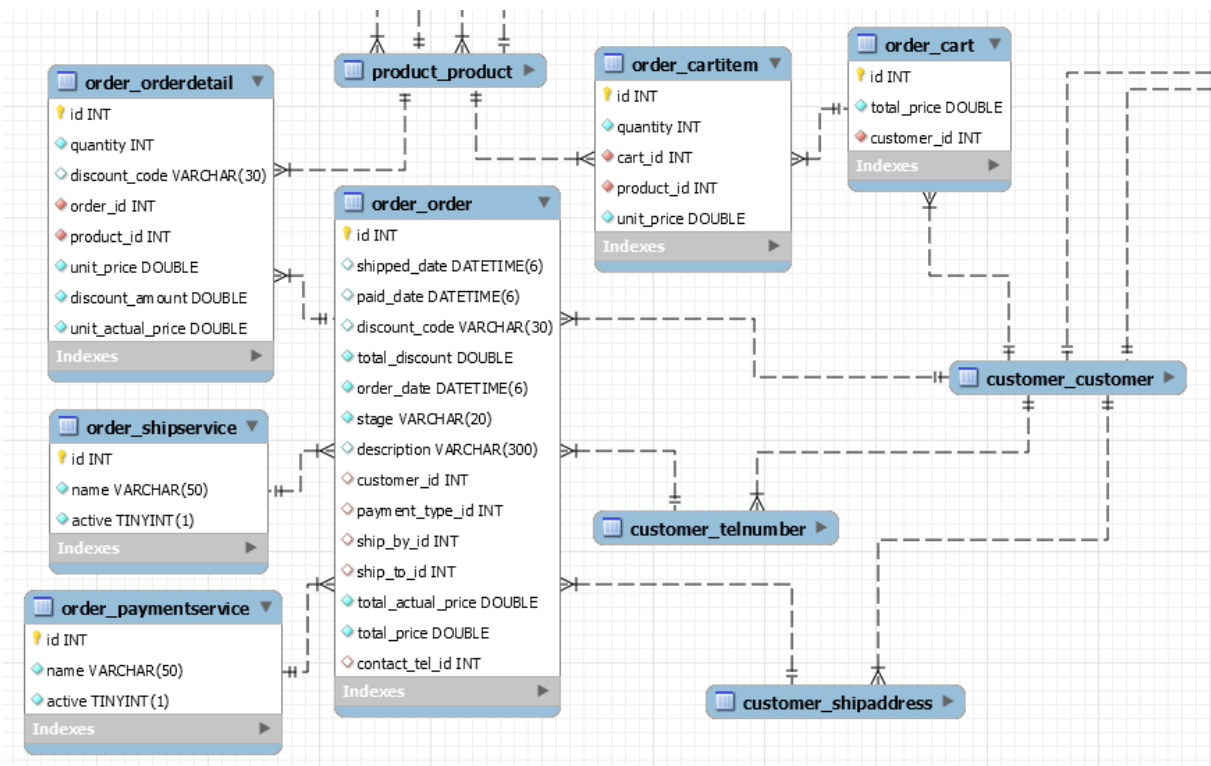 order_orderdetail
id INT
quantity INT
discount_code VARCHAR(30)
order_id INT
product_id INT
unit_price DOUBLE
discount_amount DOUBLE
unit_actual_price DOUBLE
Indexes
product_product
order_cartitem
id INT
quantity INT
cart_id INT
product_id INT
unit_price DOUBLE
Indexes
order_cart
id INT
total_price DOUBLE
customer_id INT
Indexes
order_order
id INT
shipped_date DATETIME(6)
paid_date DATETIME(6)
discount_code VARCHAR(30)
total_discount DOUBLE
order_date DATETIME(6)
stage VARCHAR(20)
description VARCHAR(300)
customer_id INT
payment_type_id INT
ship_by_id INT
ship_to_id INT
total_actual_price DOUBLE
total_price DOUBLE
contact_tel_id INT
Indexes
customer_customer
order_shipservice
id INT
name VARCHAR(50)
active TINYINT(1)
Indexes
customer_telnumber
order_paymentservice
id INT
name VARCHAR(50)
active TINYINT(1)
Indexes
customer_shipaddress